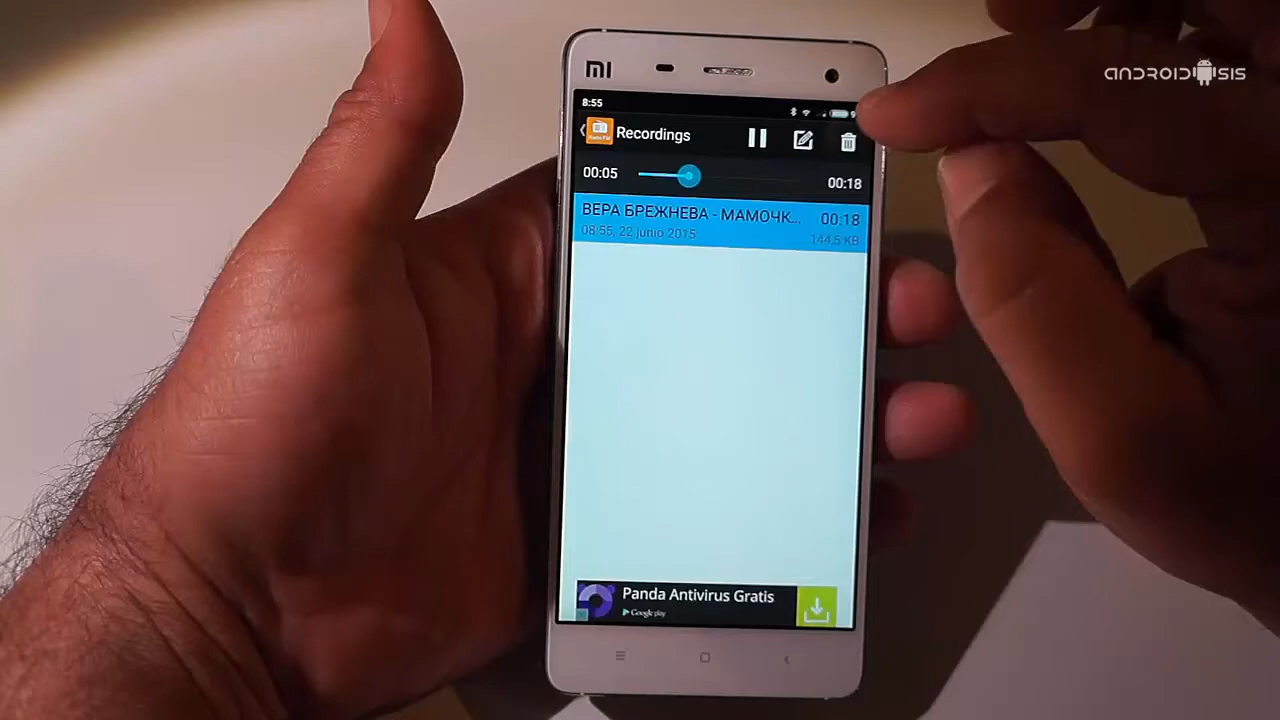 ANDROIDSIS
MI
8:55
Recordings
00:05
00:18
ВЕРА БРЕЖНЕВА - МАМОЧК... 00:18
08:55, 22 junio 2015 144,5 KB
Panda Antivirus Gratis
Google play